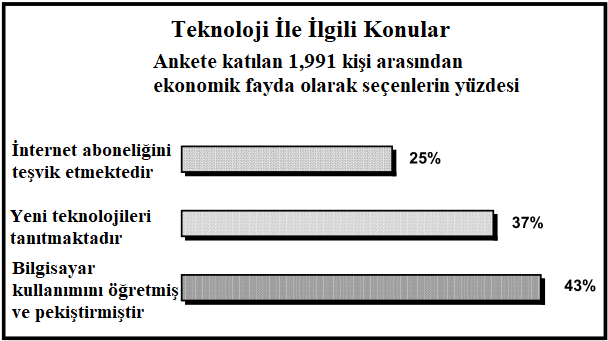 Teknoloji İle İlgili Konular
Ankete katılan 1,991 kişi arasından
ekonomik fayda olarak seçenlerin yüzdesi
İnternet aboneliğini
teşvik etmektedir
25%
Yeni teknolojileri
tanıtmaktadır
37%
Bilgisayar
kullanımını öğretmiş
ve pekiştirmiştir
43%